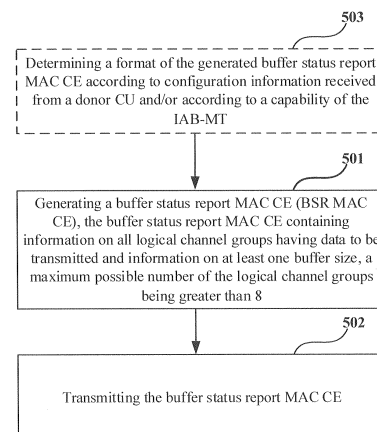 503
Determining a format of the generated buffer status report
MAC CE according to configuration information received
from a donor CU and/or according to a capability of the
IAB-MT
501
Generating a buffer status report MAC CE (BSR MAC
CE), the buffer status report MAC CE containing
information on all logical channel groups having data to be
transmitted and information on at least one buffer size, a
maximum possible number of the logical channel groups
being greater than 8
502
Transmitting the buffer status report MAC CE